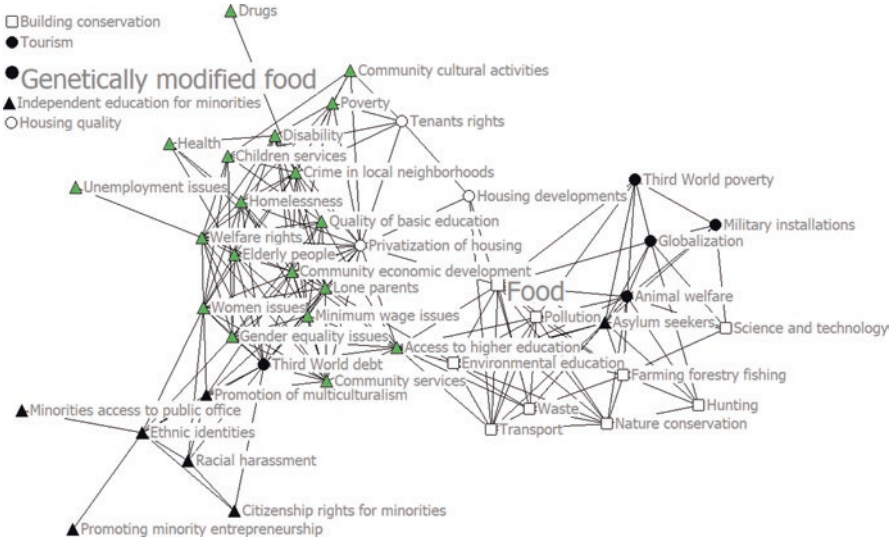 Drugs
Building conservation
Tourism
Genetically modified food
Independent education for minorities
Housing quality
Community cultural activities
Poverty
Tenants rights
Disability
Health
Children services
Crime in local neighborhoods
Third World poverty
Unemployment issues
Housing developments
Homelessness
Quality of basic education
Military installations
Welfare rights
Privatization of housing
Globalization
Elderly people
Community economic development
Lone parents
Food
Animal welfare
Women issues
Minimum wage issues
Pollution
Asylum seekers
Science and technology
Gender equality issues
Access to higher education
Third World debt
Environmental education
Community services
Farming forestry fishing
Promotion of multiculturalism
Minorities access to public office
Waste
Hunting
Ethnic identities
Transport
Nature conservation
Racial harassment
Citizenship rights for minorities
Promoting minority entrepreneurship